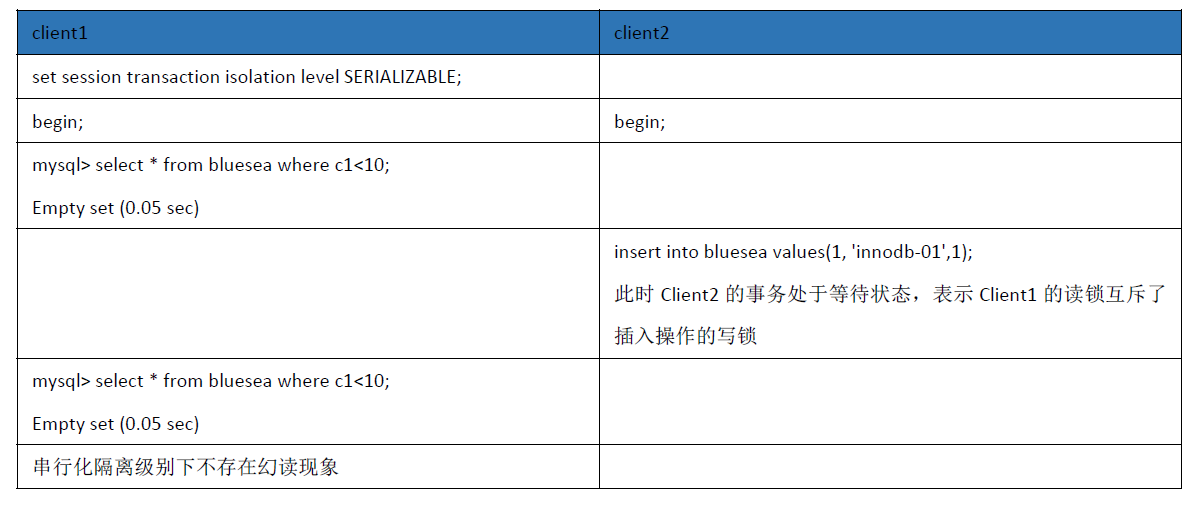 client1
client2
set session transaction isolation level SERIALIZABLE;
begin;
begin;
mysql> select * from bluesea where c1<10;
Empty set (0.05 sec)
insert into bluesea values(1, 'innodb-01',1);
此时 Client2 的事务处于等待状态，表示 Client1 的读锁互斥了
插入操作的写锁
mysql> select * from bluesea where c1<10;
Empty set (0.05 sec)
串行化隔离级别下不存在幻读现象